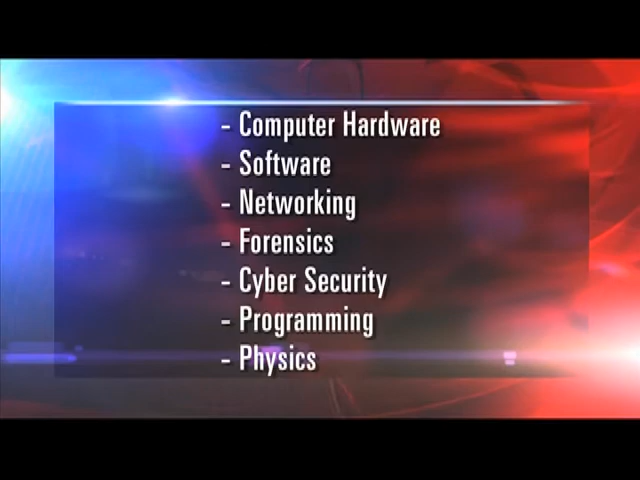 - Computer Hardware
- Software
- Networking
- Forensics
- Cyber Security
- Programming
- Physics